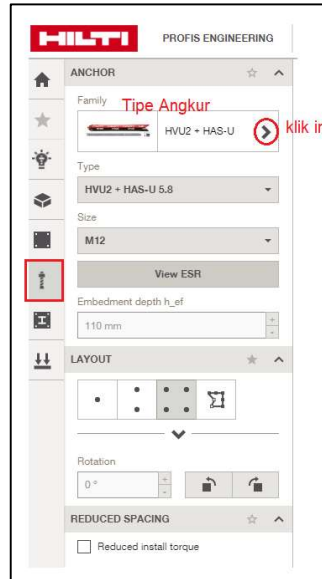 HILTI PROFIS ENGINEERING
ANCHOR
Family
Tipe Angkur
HVU2 + HAS-U
klik
Type
HVU2 + HAS-U 5.8
Size
M12
View ESR
Embedment depth h_ef
110 mm
LAYOUT
Rotation
0 °
REDUCED SPACING
Reduced install torque